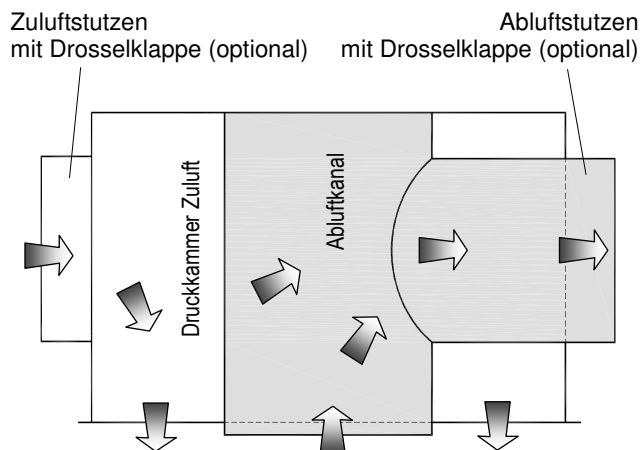 Zuluftstutzen
mit Drosselklappe (optional)
Abluftstutzen
mit Drosselklappe (optional)
Druckkammer Zuluft
Abluftkanal